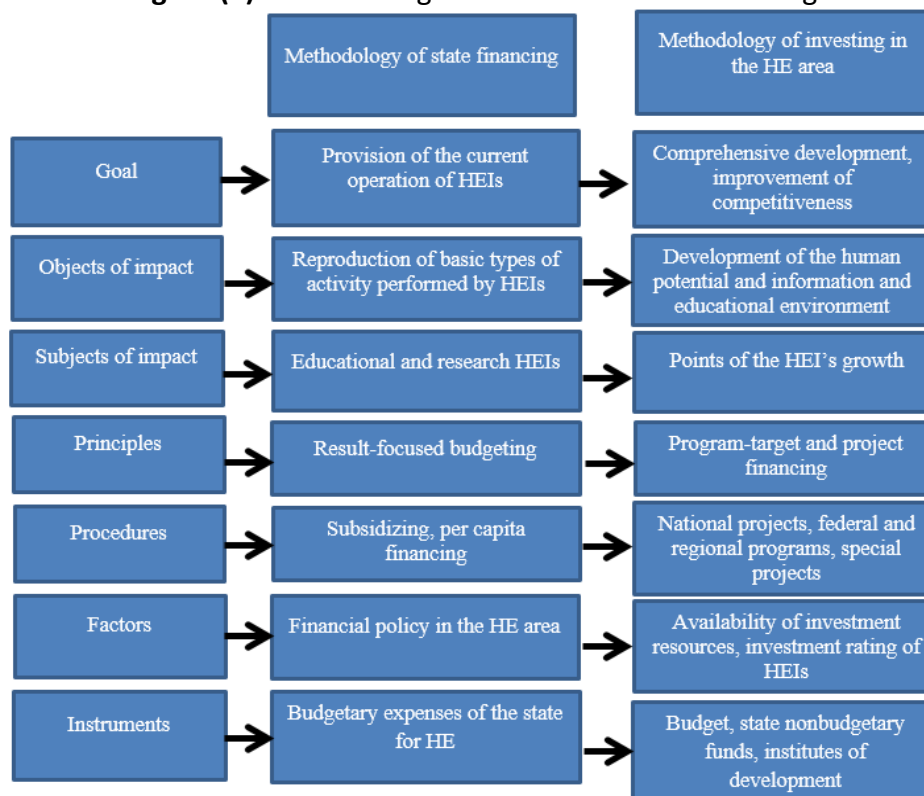 Methodology of state financing
Methodology of investing in
the HE area
Goal
Provision of the current
operation of HEIs
Comprehensive development,
improvement of
competitiveness
Objects of impact
Reproduction of basic types of
activity performed by HEIs
Development of the human
potential and information and
educational environment
Subjects of impact
Educational and research HEIs
Points of the HEI's growth
Principles
Result-focused budgeting
Program-target and project
financing
Procedures
Subsidizing, per capita
financing
National projects, federal and
regional programs, special
projects
Factors
Financial policy in the HE area
Availability of investment
resources, investment rating of
HEIs
Instruments
Budgetary expenses of the state
for HE
Budget, state nonbudgetary
funds, institutes of
development